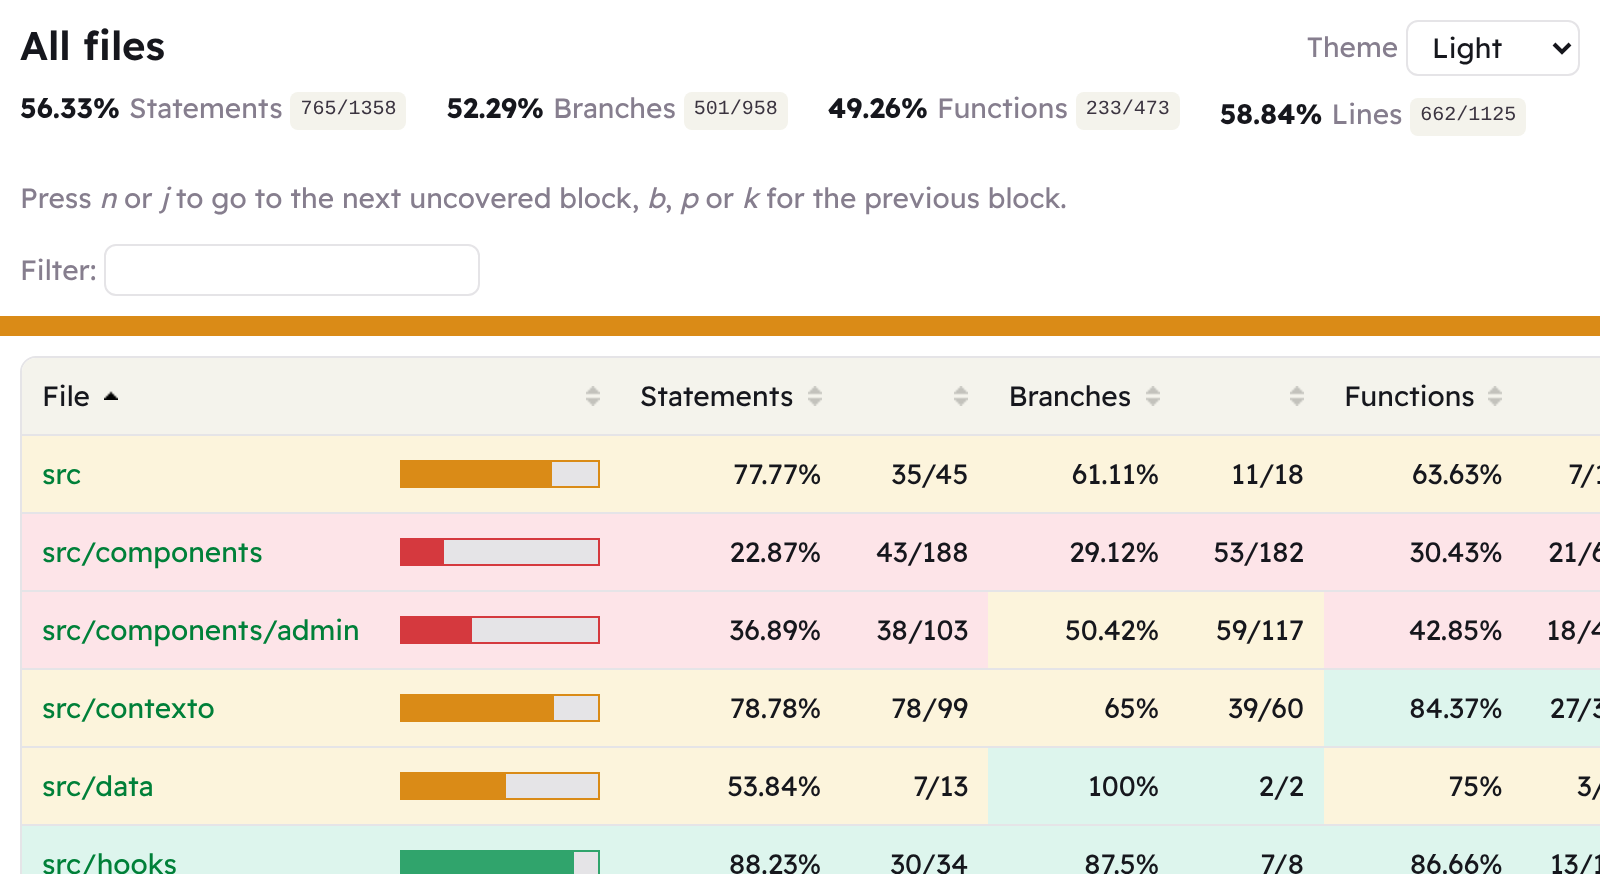 All files
Theme Light
56.33% Statements 765/1358 52.29% Branches 501/958 49.26% Functions 233/473 58.84% Lines 662/1125
Press n or j to go to the next uncovered block, b, p or k for the previous block.
Filter:
File Statements Branches Functions
src 77.77% 35/45 61.11% 11/18 63.63%
src/components 22.87% 43/188 29.12% 53/182 30.43%
src/components/admin 36.89% 38/103 50.42% 59/117 42.85%
src/contexto 78.78% 78/99 65% 39/60 84.37%
src/data 53.84% 7/13 100% 2/2 75% 3/
src/hooks 88.23% 30/34 87.5% 7/8 86.66%